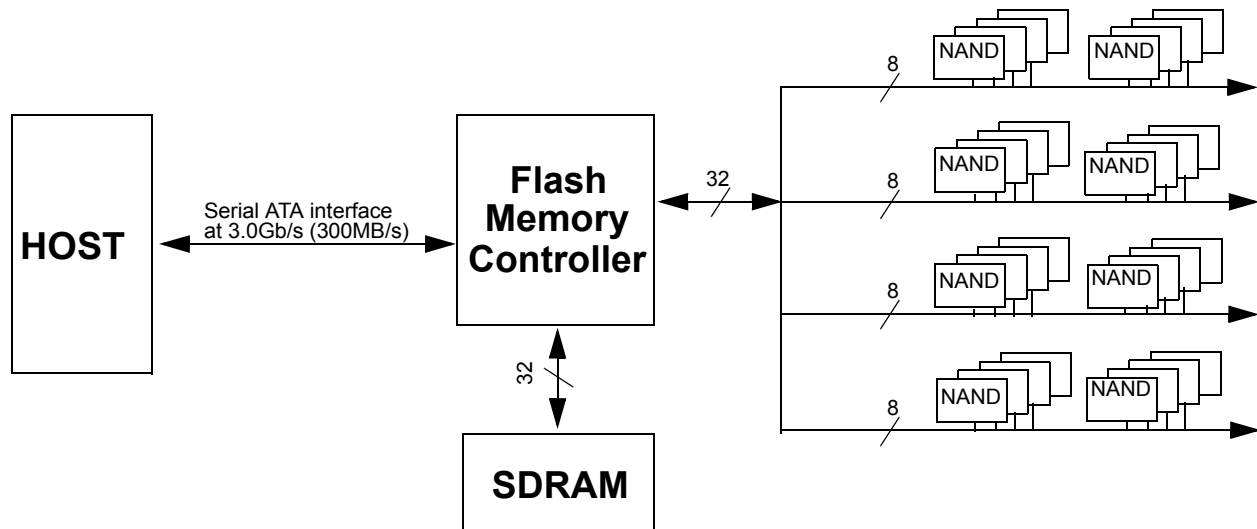 8
NAND
NAND
HOST
Serial ATA interface
at 3.0Gb/s (300MB/s)
Flash
Memory
Controller
32
8
NAND
NAND
8
NAND
NAND
32
8
NAND
NAND
SDRAM